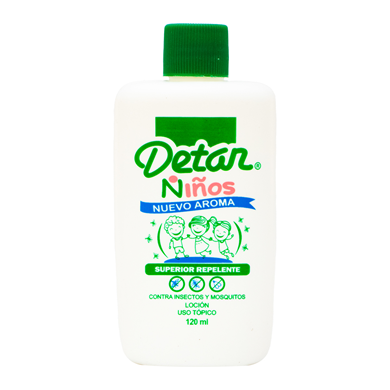 Detan®
Niños
NUEVO AROMA
SUPERIOR REPELENTE
CONTRA INSECTOS Y MOSQUITOS
LOCIÓN
USO TÓPICO
120 ml